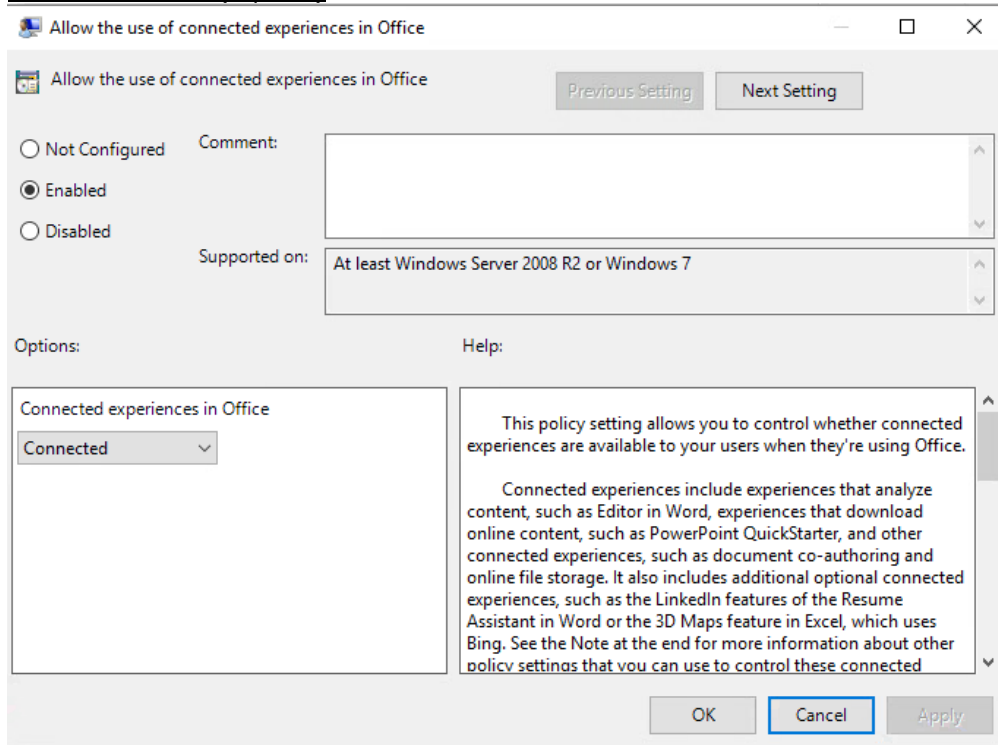 Allow the use of connected experiences in Office
Allow the use of connected experiences in Office
Previous Setting
Next Setting
Not Configured
Comment:
Enabled
Disabled
Supported on:
At least Windows Server 2008 R2 or Windows 7
Options:
Help:
Connected experiences in Office
Connected
This policy setting allows you to control whether connected
experiences are available to your users when they're using Office.
Connected experiences include experiences that analyze
content, such as Editor in Word, experiences that download
online content, such as PowerPoint QuickStarter, and other
connected experiences, such as document co-authoring and
online file storage. It also includes additional optional connected
experiences, such as the LinkedIn features of the Resume
Assistant in Word or the 3D Maps feature in Excel, which uses
Bing. See the Note at the end for more information about other
policy settings that you can use to control these connected
OK
Cancel
Apply